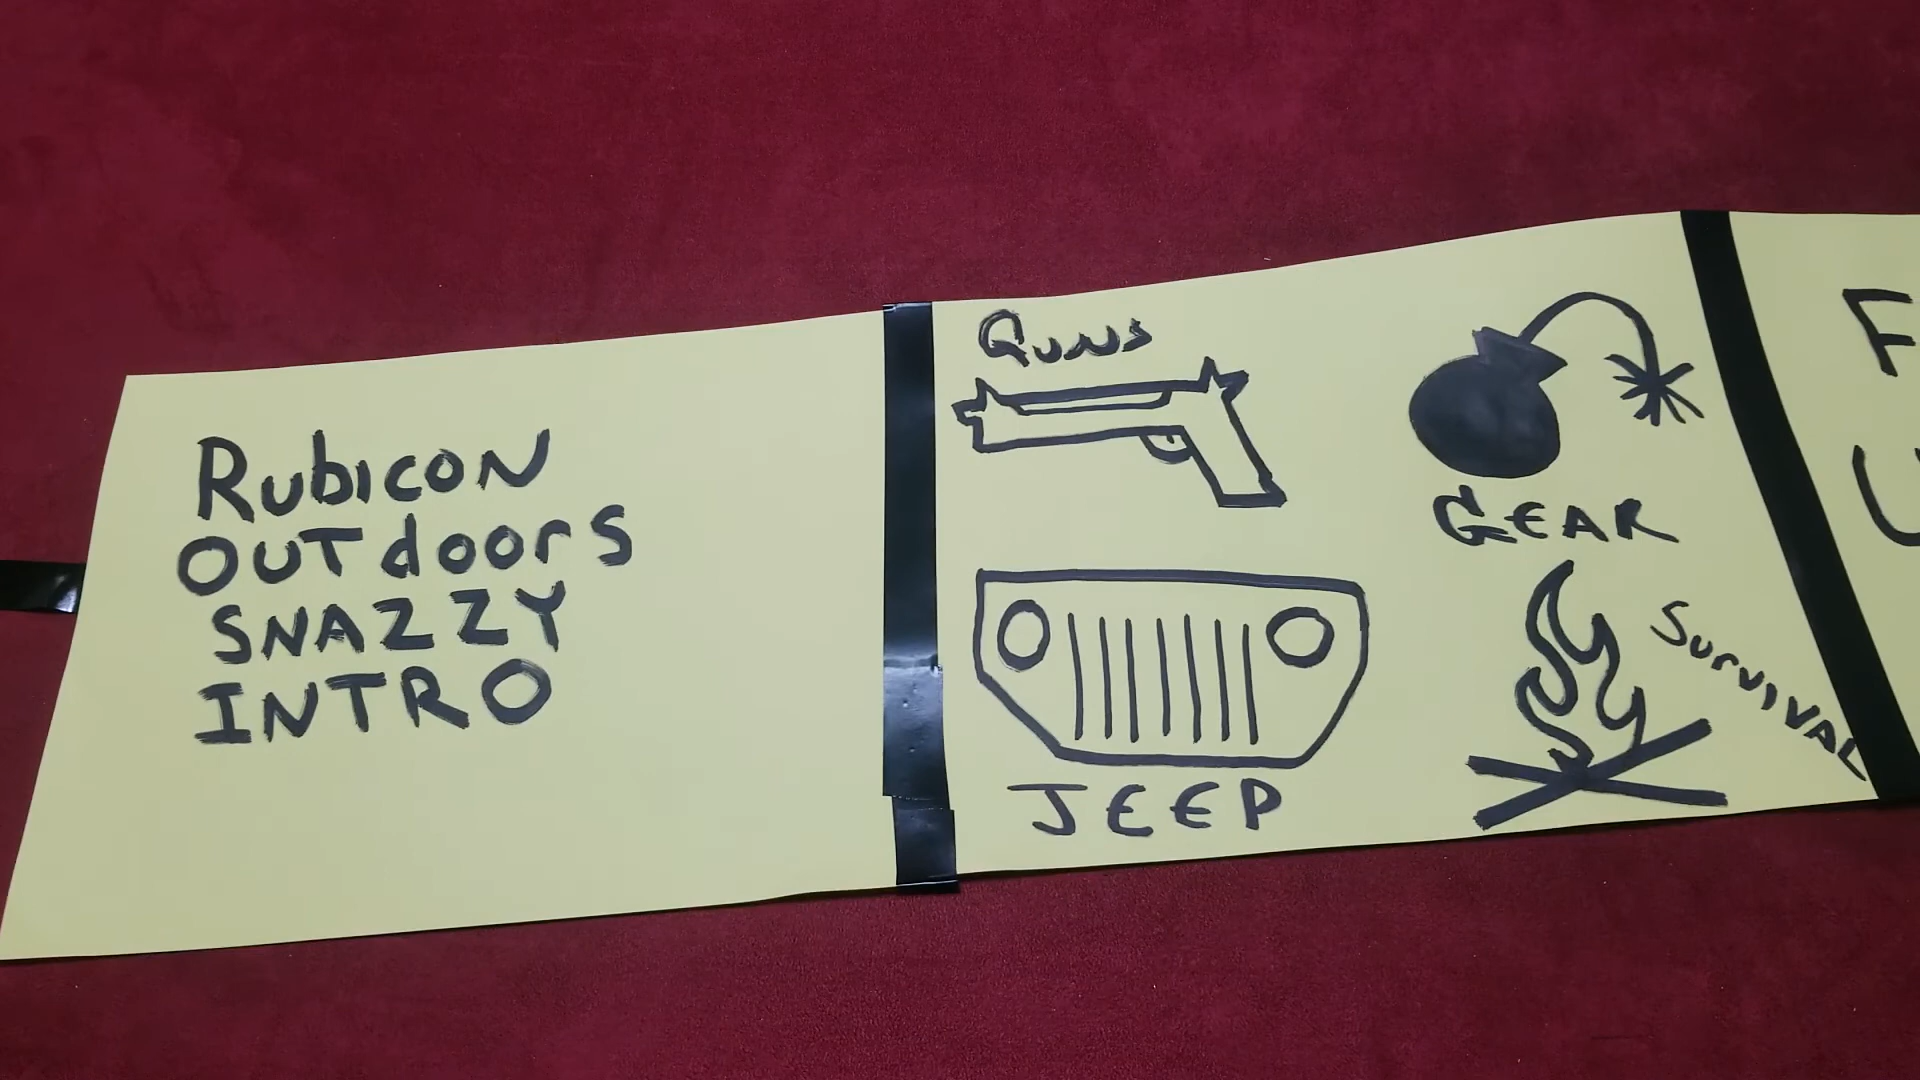 Rubicon
OUTdoorS
SNAZZY
INTRO
GuNS
GEAR
SurvIVAL
JEEP